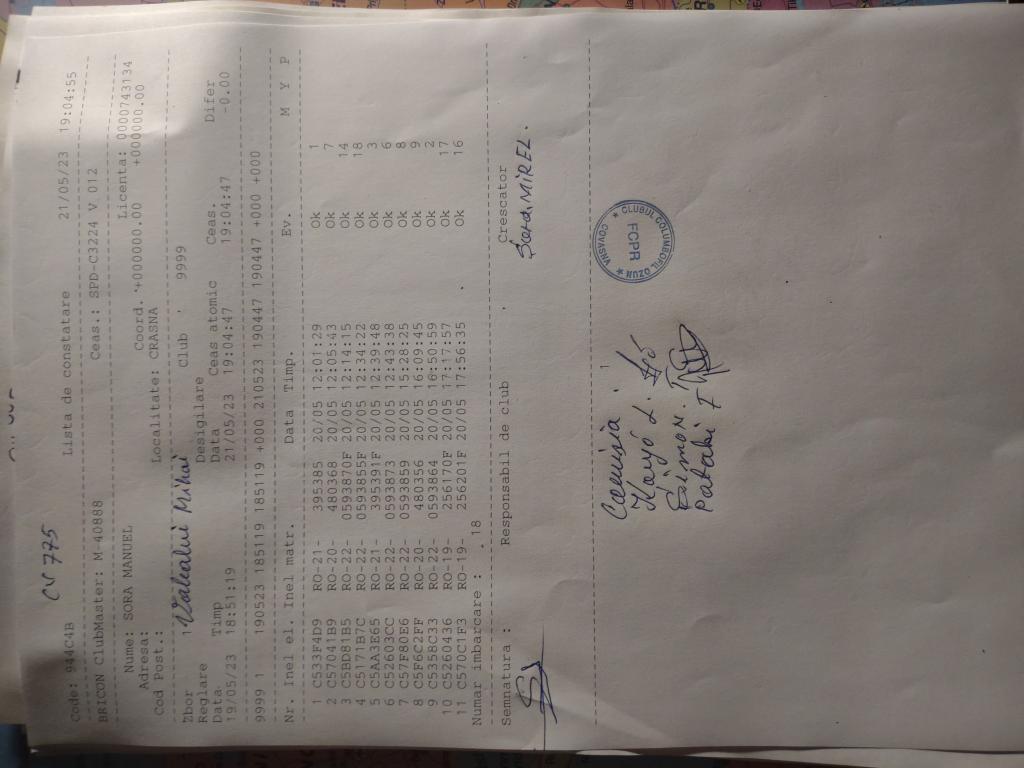 CV 775
Code: 944C4B Lista de constatare 21/05/23 19:04:55
BRICON ClubMaster: M-40888 Ceas.: SPD-C3224 V 012
Nume: SORA MANUEL Licenta: 0000743134
Adresa: Coord. +000000.00 +000000.00
Cod Post.: Localitate: CRASNA
Zbor 1 Valealui Mihai Club 9999
Reglare Desigilare
Data. Timp Data Ceas atomic Ceas. Difer
19/05/23 18:51:19 21/05/23 19:04:47 19:04:47 -0.00
9999 1 190523 185119 185119 +000 210523 190447 190447 +000 +000
Nr. Inel el. Inel matr. Data Timp. Ev. M Y P
1 C533F4D9 RO-21- 395385 20/05 12:01:29 Ok 1
2 C57041B9 RO-20- 480368 20/05 12:05:43 Ok 7
3 C5BD81B5 RO-22- 0593870F 20/05 12:14:15 Ok 14
4 C5171B7C RO-22- 0593855F 20/05 12:34:22 Ok 18
5 C5AA3E65 RO-21- 395391F 20/05 12:39:48 Ok 3
6 C52603CC RO-22- 0593873 20/05 12:43:38 Ok 6
7 C57F80E6 RO-22- 0593859 20/05 15:28:25 Ok 8
8 C5F6C2FF RO-20- 480356 20/05 16:09:45 Ok 9
9 C535BC33 RO-22- 0593864 20/05 16:50:59 Ok 2
10 C5260436 RO-19- 256170F 20/05 17:17:57 Ok 17
11 C570C1F3 RO-19- 256201F 20/05 17:56:35 Ok 16
Numar imbarcare : 18
Semnatura : Responsabil de club Crescator
Șora MIREL.
Comisia
Karyó L.
Simon.
Pataki I
CLUBUL COLUMBOFIL OZUN
FCPR
COVASNA